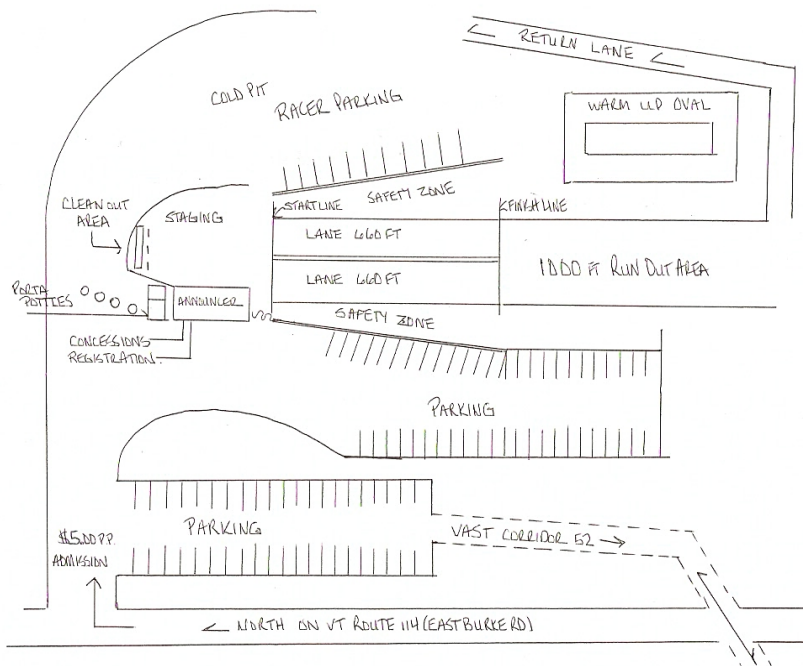 RETURN LANE
COLD PIT
RACER PARKING
WARM UP OVAL
SAFETY ZONE
CLEAN OUT
AREA
STAGING
STARTLINE
FINISH LINE
LANE 660 FT
1000 FT RUN OUT AREA
LANE 660 FT
PORTA
POTTIES
ANNOUNCER
SAFETY ZONE
CONCESSIONS
REGISTRATION
PARKING
PARKING
$5.00 P.P.
ADMISSION
VAST CORRIDOR 52
NORTH ON VT ROUTE 114 (EAST BURKE RD)